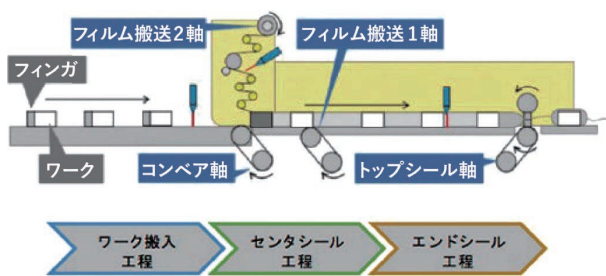 フィルム搬送2軸
フィルム搬送1軸
フィンガ
ワーク
コンベア軸
トップシール軸
ワーク搬入
工程
センタシール
工程
エンドシール
工程